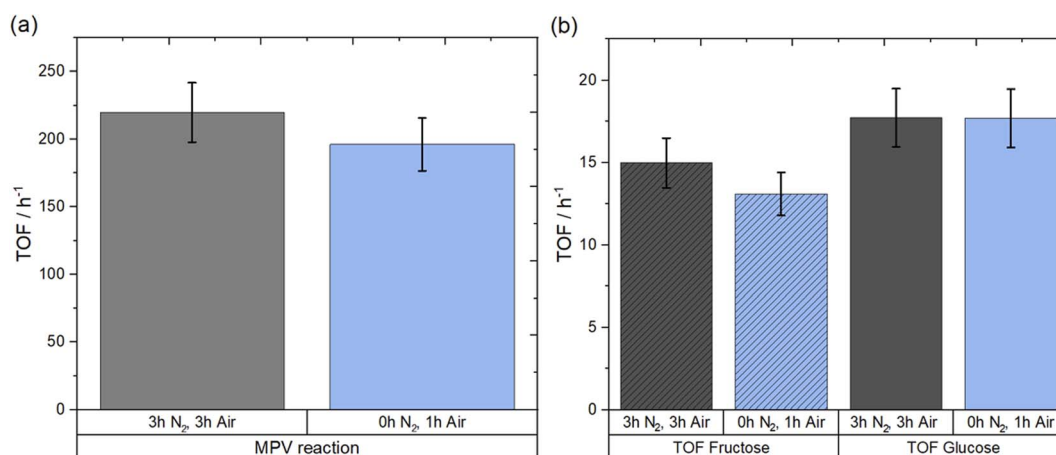 (a)
TOF / h⁻¹
250
200
150
100
50
0
3h N₂, 3h Air 0h N₂, 1h Air
MPV reaction
(b)
TOF / h⁻¹
20
15
10
5
0
3h N₂, 3h Air 0h N₂, 1h Air 3h N₂, 3h Air 0h N₂, 1h Air
TOF Fructose TOF Glucose